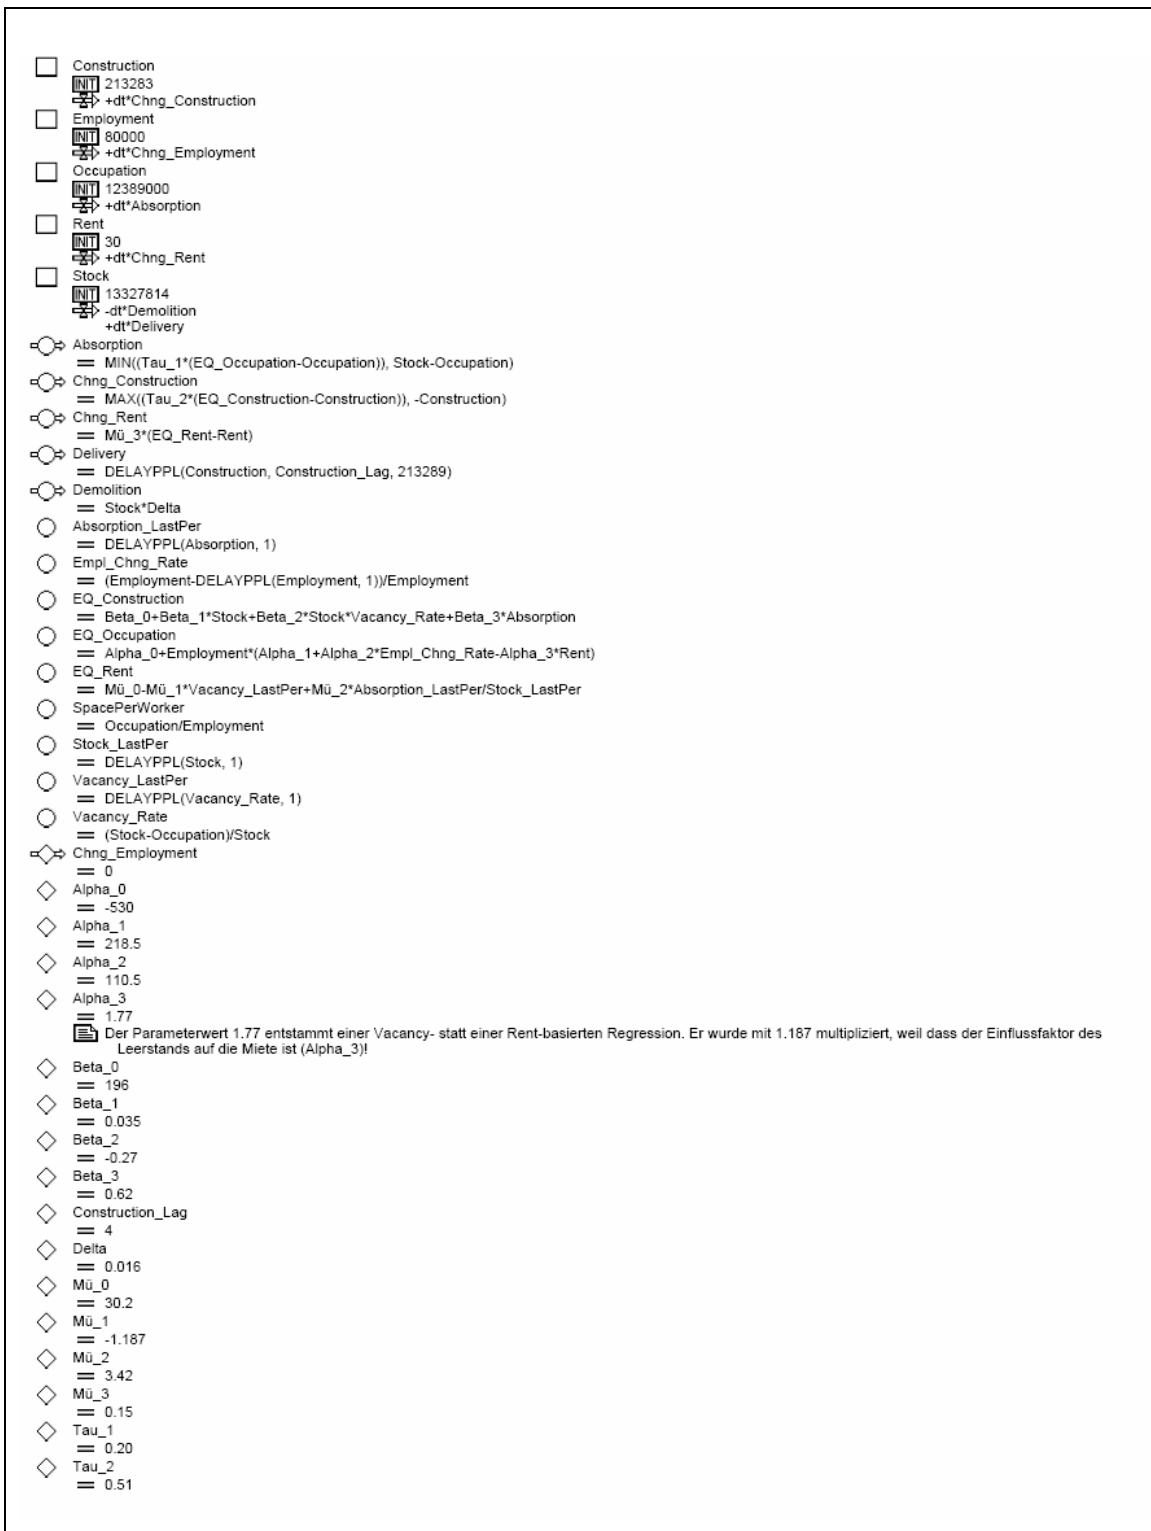 Construction
INIT 213283
+dt*Chng_Construction
Employment
INIT 80000
+dt*Chng_Employment
Occupation
INIT 12389000
+dt*Absorption
Rent
INIT 30
+dt*Chng_Rent
Stock
INIT 13327814
-dt*Demolition
+dt*Delivery
Absorption
= MIN((Tau_1*(EQ_Occupation-Occupation)), Stock-Occupation)
Chng_Construction
= MAX((Tau_2*(EQ_Construction-Construction)), -Construction)
Chng_Rent
= Mü_3*(EQ_Rent-Rent)
Delivery
= DELAYPPL(Construction, Construction_Lag, 213289)
Demolition
= Stock*Delta
Absorption_LastPer
= DELAYPPL(Absorption, 1)
Empl_Chng_Rate
= (Employment-DELAYPPL(Employment, 1))/Employment
EQ_Construction
= Beta_0+Beta_1*Stock+Beta_2*Stock*Vacancy_Rate+Beta_3*Absorption
EQ_Occupation
= Alpha_0+Employment*(Alpha_1+Alpha_2*Empl_Chng_Rate-Alpha_3*Rent)
EQ_Rent
= Mü_0-Mü_1*Vacancy_LastPer+Mü_2*Absorption_LastPer/Stock_LastPer
SpacePerWorker
= Occupation/Employment
Stock_LastPer
= DELAYPPL(Stock, 1)
Vacancy_LastPer
= DELAYPPL(Vacancy_Rate, 1)
Vacancy_Rate
= (Stock-Occupation)/Stock
Chng_Employment
= 0
Alpha_0
= -530
Alpha_1
= 218.5
Alpha_2
= 110.5
Alpha_3
= 1.77
Der Parameterwert 1.77 entstammt einer Vacancy- statt einer Rent-basierten Regression. Er wurde mit 1.187 multipliziert, weil dass der Einflussfaktor des
Leerstands auf die Miete ist (Alpha_3)!
Beta_0
= 196
Beta_1
= 0.035
Beta_2
= -0.27
Beta_3
= 0.62
Construction_Lag
= 4
Delta
= 0.016
Mü_0
= 30.2
Mü_1
= -1.187
Mü_2
= 3.42
Mü_3
= 0.15
Tau_1
= 0.20
Tau_2
= 0.51